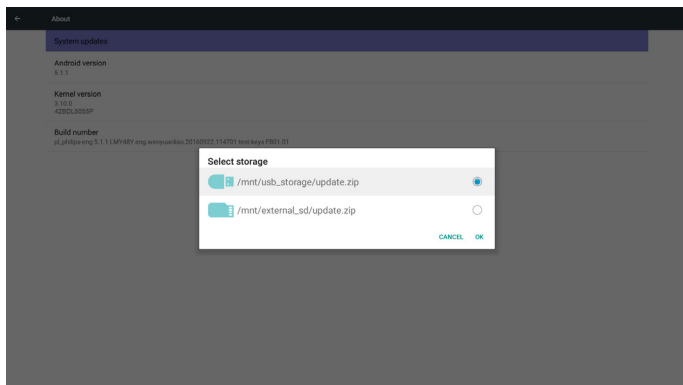 About
System updates
Android version
5.1.1
Kernel version
3.10.0
42BDL3050P
Build number
Select storage
/mnt/usb_storage/update.zip
/mnt/external_sd/update.zip
CANCEL OK